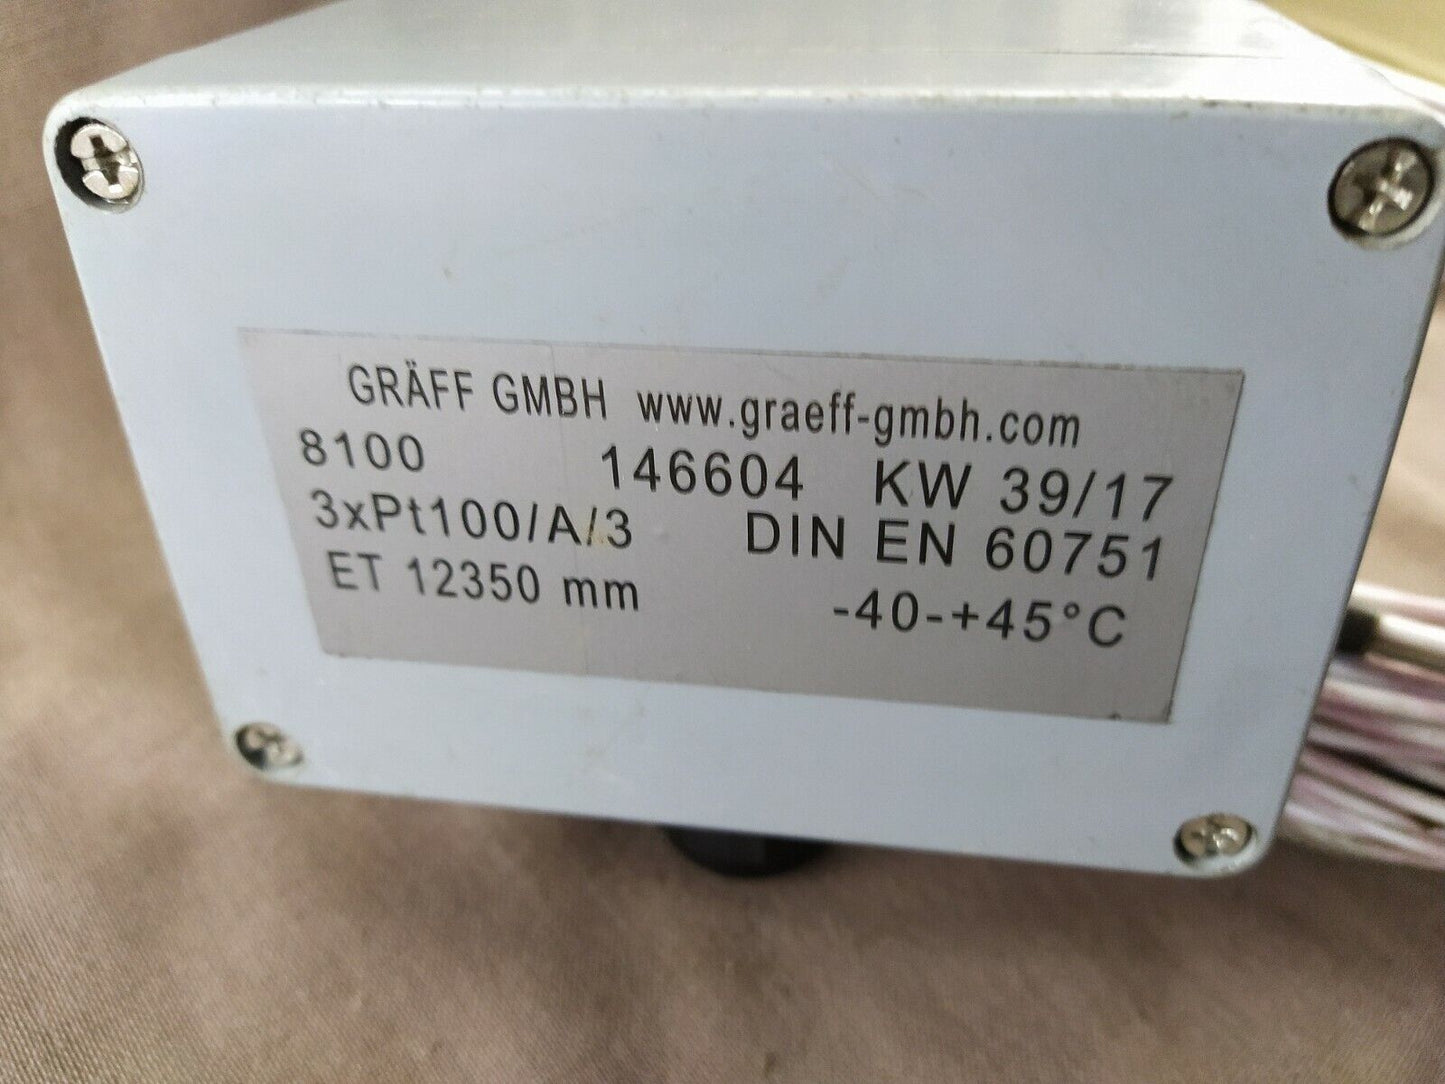 GRÄFF GMBH www.graeff-gmbh.com
8100 146604 KW 39/17
3xPt100/A/3 DIN EN 60751
ET 12350 mm -40-+45°C